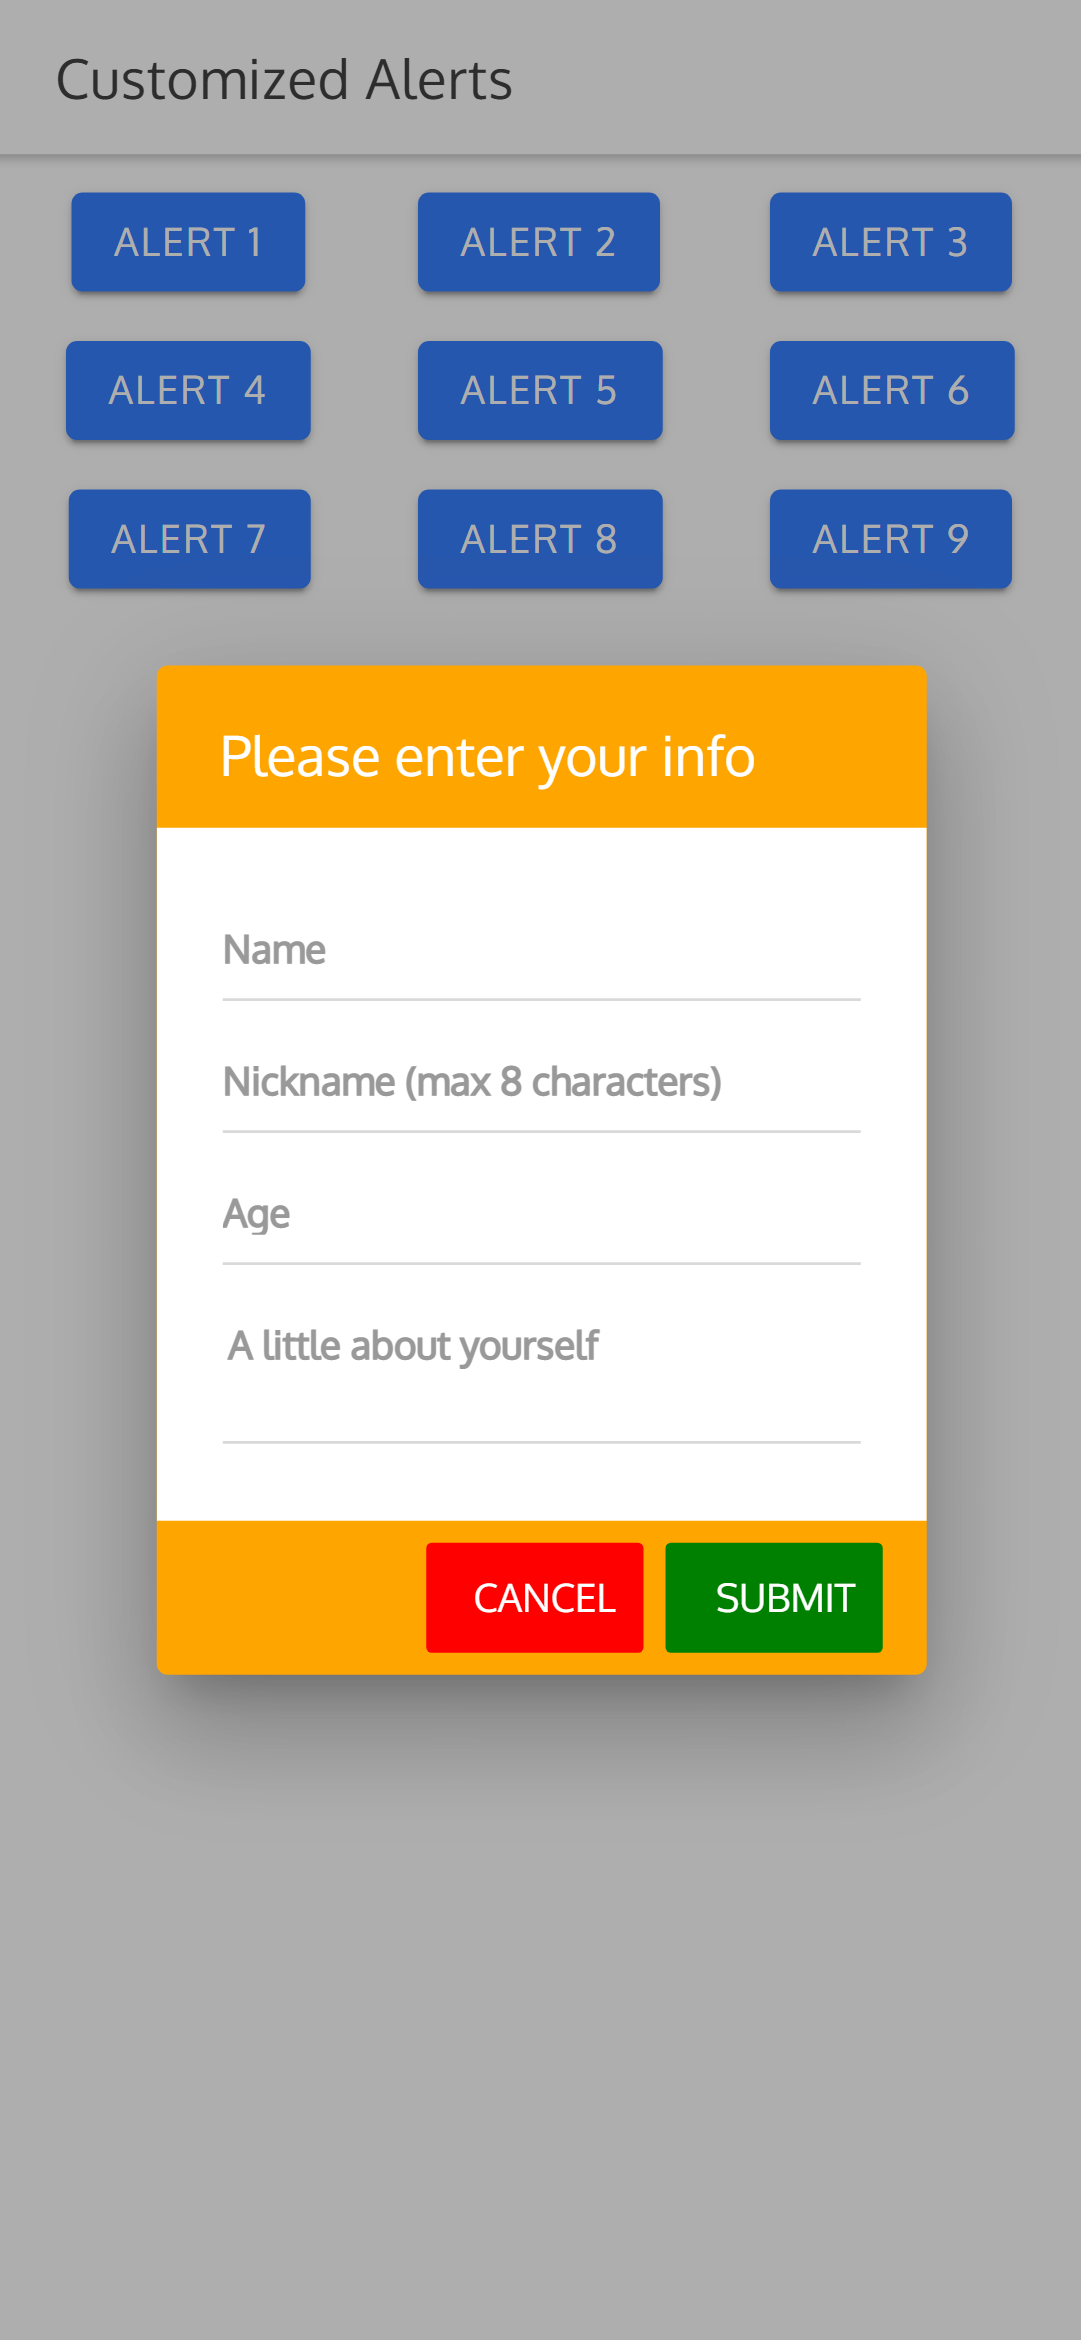 Customized Alerts
ALERT 1 ALERT 2 ALERT 3
ALERT 4 ALERT 5 ALERT 6
ALERT 7 ALERT 8 ALERT 9
Please enter your info
Name
Nickname (max 8 characters)
Age
A little about yourself
CANCEL SUBMIT